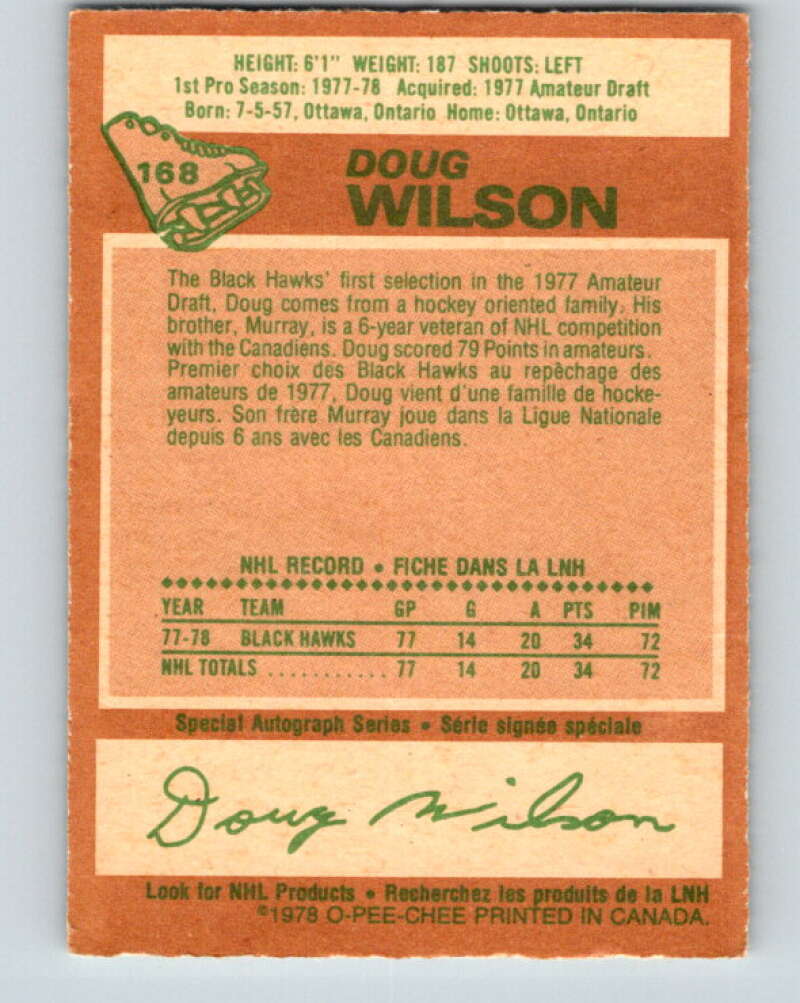 HEIGHT: 6'1" WEIGHT: 187 SHOOTS: LEFT
1st Pro Season: 1977-78 Acquired: 1977 Amateur Draft
Born: 7-5-57, Ottawa, Ontario Home: Ottawa, Ontario
168
DOUG
WILSON
The Black Hawks' first selection in the 1977 Amateur
Draft, Doug comes from a hockey oriented family. His
brother, Murray, is a 6-year veteran of NHL competition
with the Canadiens. Doug scored 79 Points in amateurs.
Premier choix des Black Hawks au repêchage des
amateurs de 1977, Doug vient d'une famille de hocke-
yeurs. Son frère Murray joue dans la Ligue Nationale
depuis 6 ans avec les Canadiens.
NHL RECORD • FICHE DANS LA LNH
YEAR TEAM GP G A PTS PIM
77-78 BLACK HAWKS 77 14 20 34 72
NHL TOTALS ........... 77 14 20 34 72
Special Autograph Series • Série signée spéciale
Doug Wilson
Look for NHL Products • Recherchez les produits de la LNH
©1978 O-PEE-CHEE PRINTED IN CANADA.